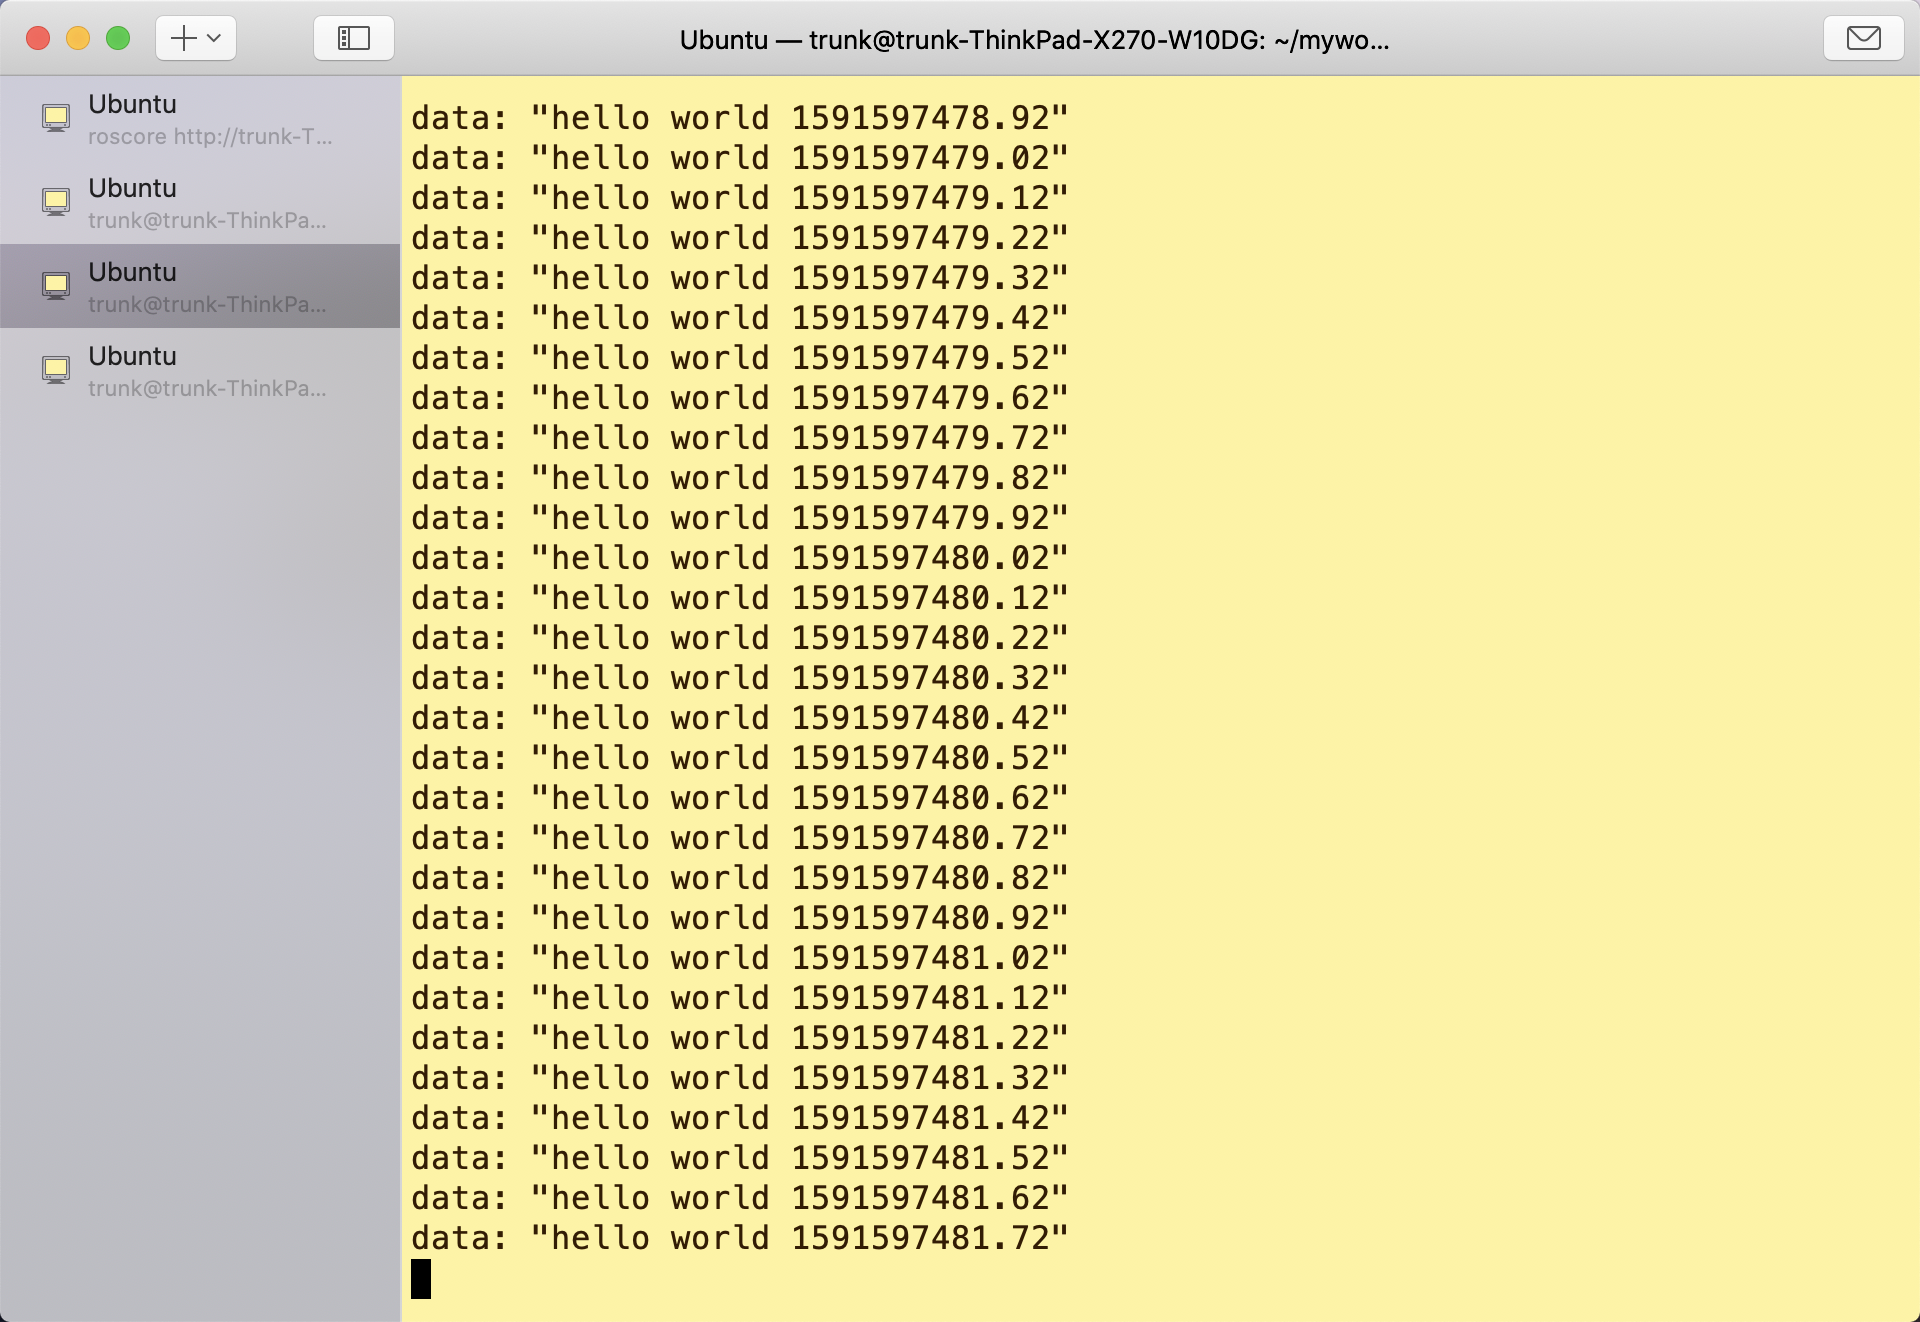 Ubuntu — trunk@trunk-ThinkPad-X270-W10DG: ~/mywo...
Ubuntu
roscore http://trunk-T...
Ubuntu
trunk@trunk-ThinkPa...
Ubuntu
trunk@trunk-ThinkPa...
Ubuntu
trunk@trunk-ThinkPa...
data: "hello world 1591597478.92"
data: "hello world 1591597479.02"
data: "hello world 1591597479.12"
data: "hello world 1591597479.22"
data: "hello world 1591597479.32"
data: "hello world 1591597479.42"
data: "hello world 1591597479.52"
data: "hello world 1591597479.62"
data: "hello world 1591597479.72"
data: "hello world 1591597479.82"
data: "hello world 1591597479.92"
data: "hello world 1591597480.02"
data: "hello world 1591597480.12"
data: "hello world 1591597480.22"
data: "hello world 1591597480.32"
data: "hello world 1591597480.42"
data: "hello world 1591597480.52"
data: "hello world 1591597480.62"
data: "hello world 1591597480.72"
data: "hello world 1591597480.82"
data: "hello world 1591597480.92"
data: "hello world 1591597481.02"
data: "hello world 1591597481.12"
data: "hello world 1591597481.22"
data: "hello world 1591597481.32"
data: "hello world 1591597481.42"
data: "hello world 1591597481.52"
data: "hello world 1591597481.62"
data: "hello world 1591597481.72"